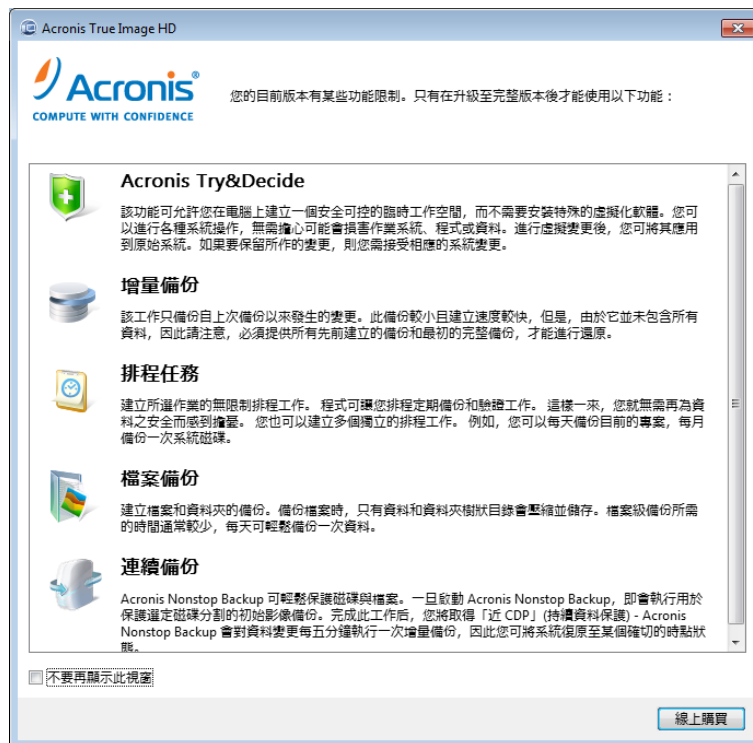 Acronis True Image HD
Acronis®
COMPUTE WITH CONFIDENCE
您的目前版本有某些功能限制。只有在升級至完整版本後才能使用以下功能：
Acronis Try&Decide
該功能可允許您在電腦上建立一個安全可控的臨時工作空間，而不需要安裝特殊的虛擬化軟體。您可
以進行各種系統操作，無需擔心可能會損害作業系統、程式或資料。進行虛擬變更後，您可將其應用
到原始系統。如果要保留所作的變更，則您需接受相應的系統變更。
增量備份
該工作只備份自上次備份以來發生的變更。此備份較小且建立速度較快，但是，由於它並未包含所有
資料，因此請注意，必須提供所有先前建立的備份和最初的完整備份，才能進行還原。
排程任務
建立所選作業的無限制排程工作。 程式可讓您排程定期備份和驗證工作。 這樣一來，您就無需再為資
料之安全而感到擔憂。 您也可以建立多個獨立的排程工作。 例如，您可以每天備份目前的專案，每月
備份一次系統磁碟。
檔案備份
建立檔案和資料夾的備份。備份檔案時，只有資料和資料夾樹狀目錄會壓縮並儲存。檔案級備份所需
的時間通常較少，每天可輕鬆備份一次資料。
連續備份
Acronis Nonstop Backup 可輕鬆保護磁碟與檔案。一旦啟動 Acronis Nonstop Backup，即會執行用於
保護選定磁碟分割的初始影像備份。完成此工作后，您將取得「近 CDP」(持續資料保護) - Acronis
Nonstop Backup 會對資料變更每五分鐘執行一次增量備份，因此您可將系統復原至某個確切的時點狀
態。
不要再顯示此視窗
線上購買